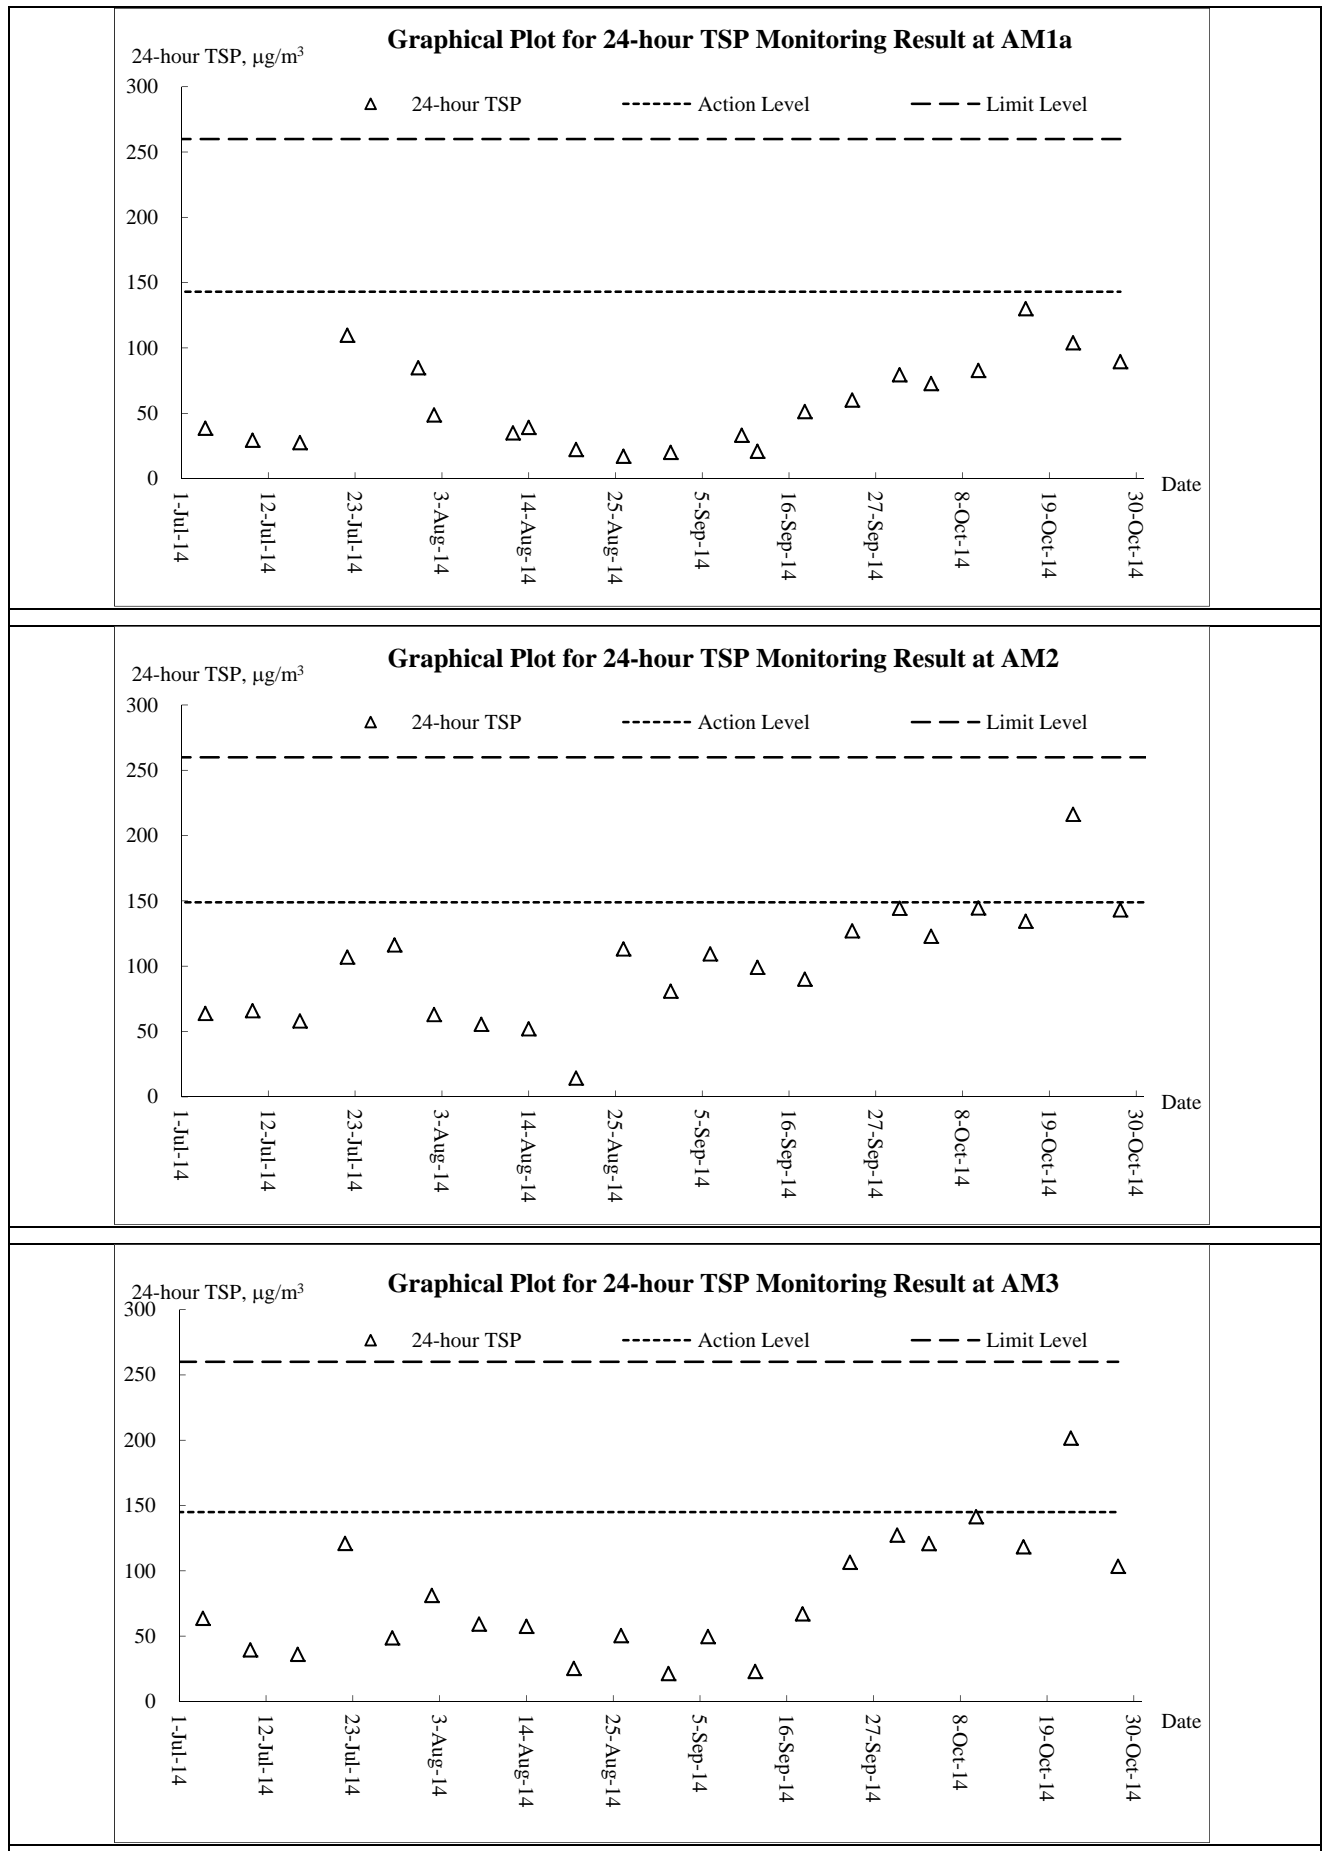 Graphical Plot for 24-hour TSP Monitoring Result at AM1a
24-hour TSP, μg/m³
24-hour TSP Action Level Limit Level
300
250
200
150
100
50
0
1-Jul-14
12-Jul-14
23-Jul-14
3-Aug-14
14-Aug-14
25-Aug-14
5-Sep-14
16-Sep-14
27-Sep-14
8-Oct-14
19-Oct-14
30-Oct-14
Date
Graphical Plot for 24-hour TSP Monitoring Result at AM2
24-hour TSP, μg/m³
24-hour TSP Action Level Limit Level
300
250
200
150
100
50
0
1-Jul-14
12-Jul-14
23-Jul-14
3-Aug-14
14-Aug-14
25-Aug-14
5-Sep-14
16-Sep-14
27-Sep-14
8-Oct-14
19-Oct-14
30-Oct-14
Date
Graphical Plot for 24-hour TSP Monitoring Result at AM3
24-hour TSP, μg/m³
24-hour TSP Action Level Limit Level
300
250
200
150
100
50
0
1-Jul-14
12-Jul-14
23-Jul-14
3-Aug-14
14-Aug-14
25-Aug-14
5-Sep-14
16-Sep-14
27-Sep-14
8-Oct-14
19-Oct-14
30-Oct-14
Date